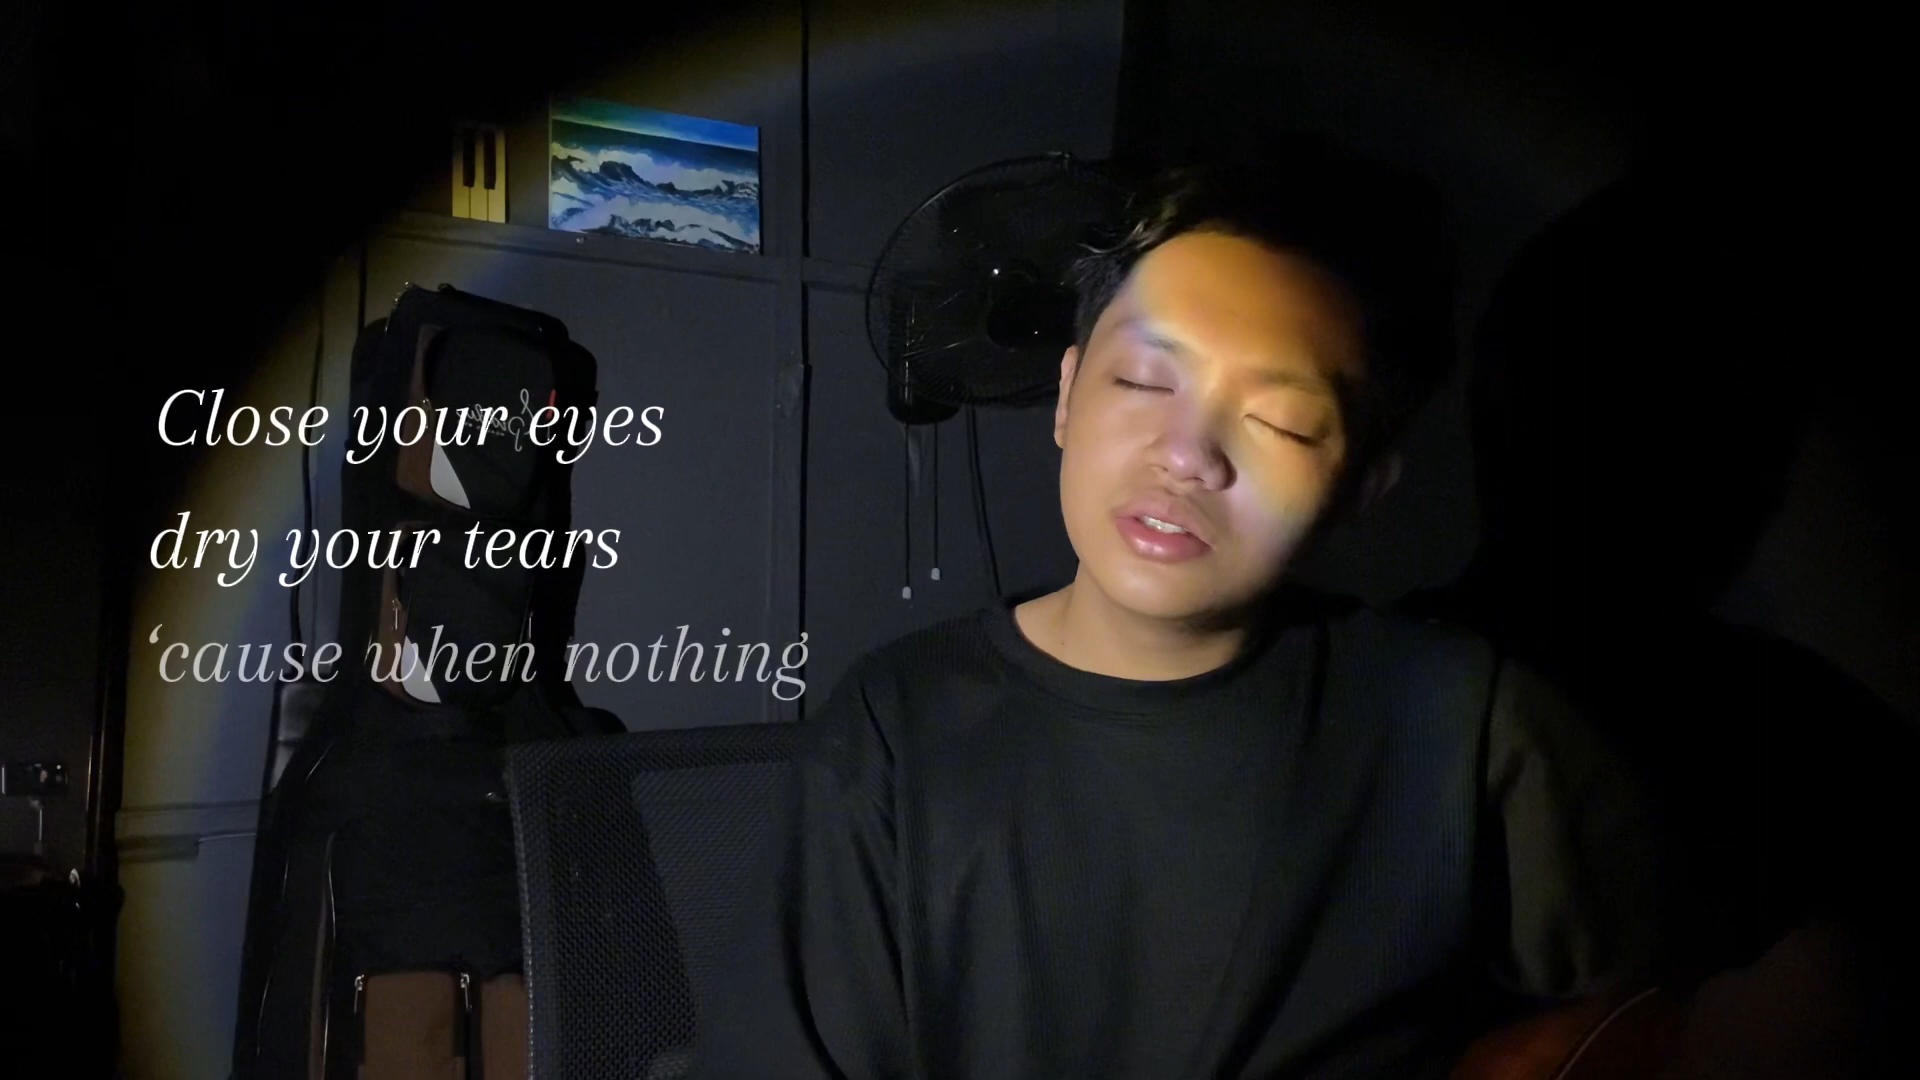 Close your eyes
dry your tears
‘cause when nothing